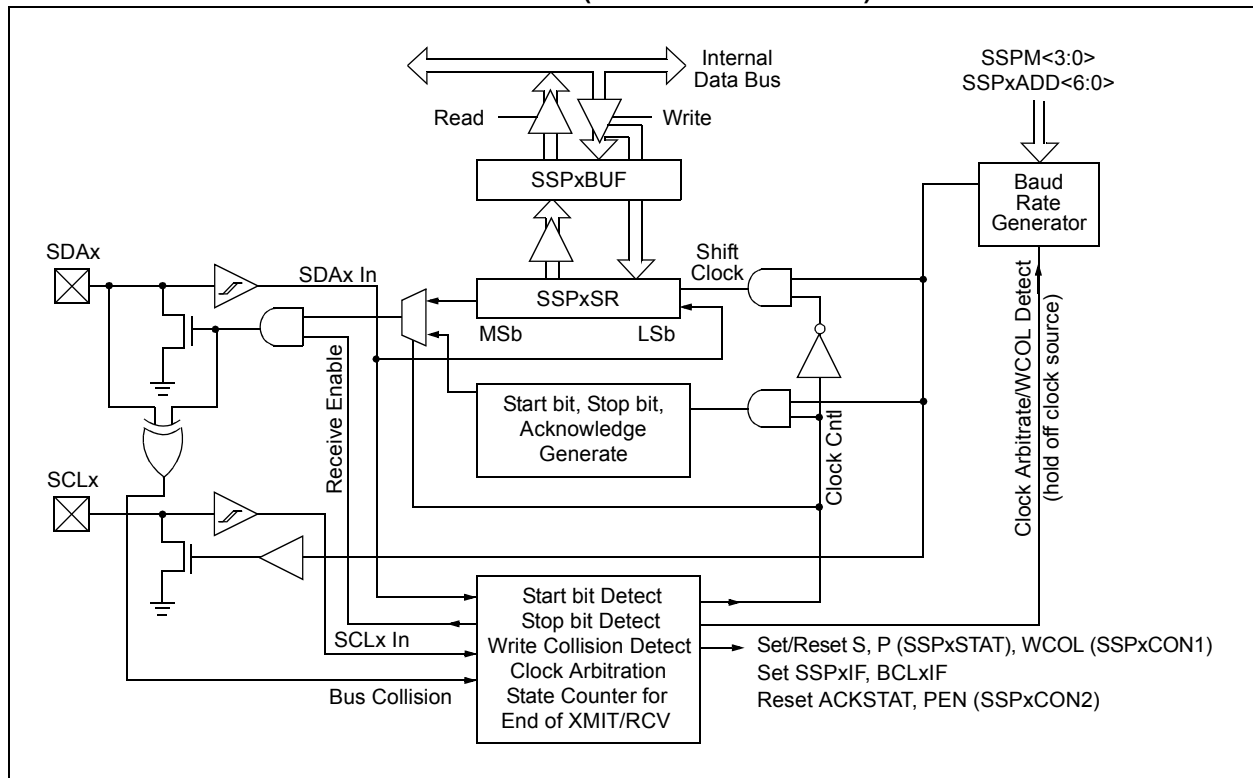 Internal
Data Bus
SSPM<3:0>
SSPxADD<6:0>
Read
Write
SSPxBUF
Baud
Rate
Generator
SDAx
SDAx In
Shift
Clock
SSPxSR
MSb
LSb
Receive Enable
Start bit, Stop bit,
Acknowledge
Generate
Clock Cntl
Clock Arbitrate/WCOL Detect
(hold off clock source)
SCLx
SCLx In
Bus Collision
Start bit Detect
Stop bit Detect
Write Collision Detect
Clock Arbitration
State Counter for
End of XMIT/RCV
Set/Reset S, P (SSPxSTAT), WCOL (SSPxCON1)
Set SSPxIF, BCLxIF
Reset ACKSTAT, PEN (SSPxCON2)